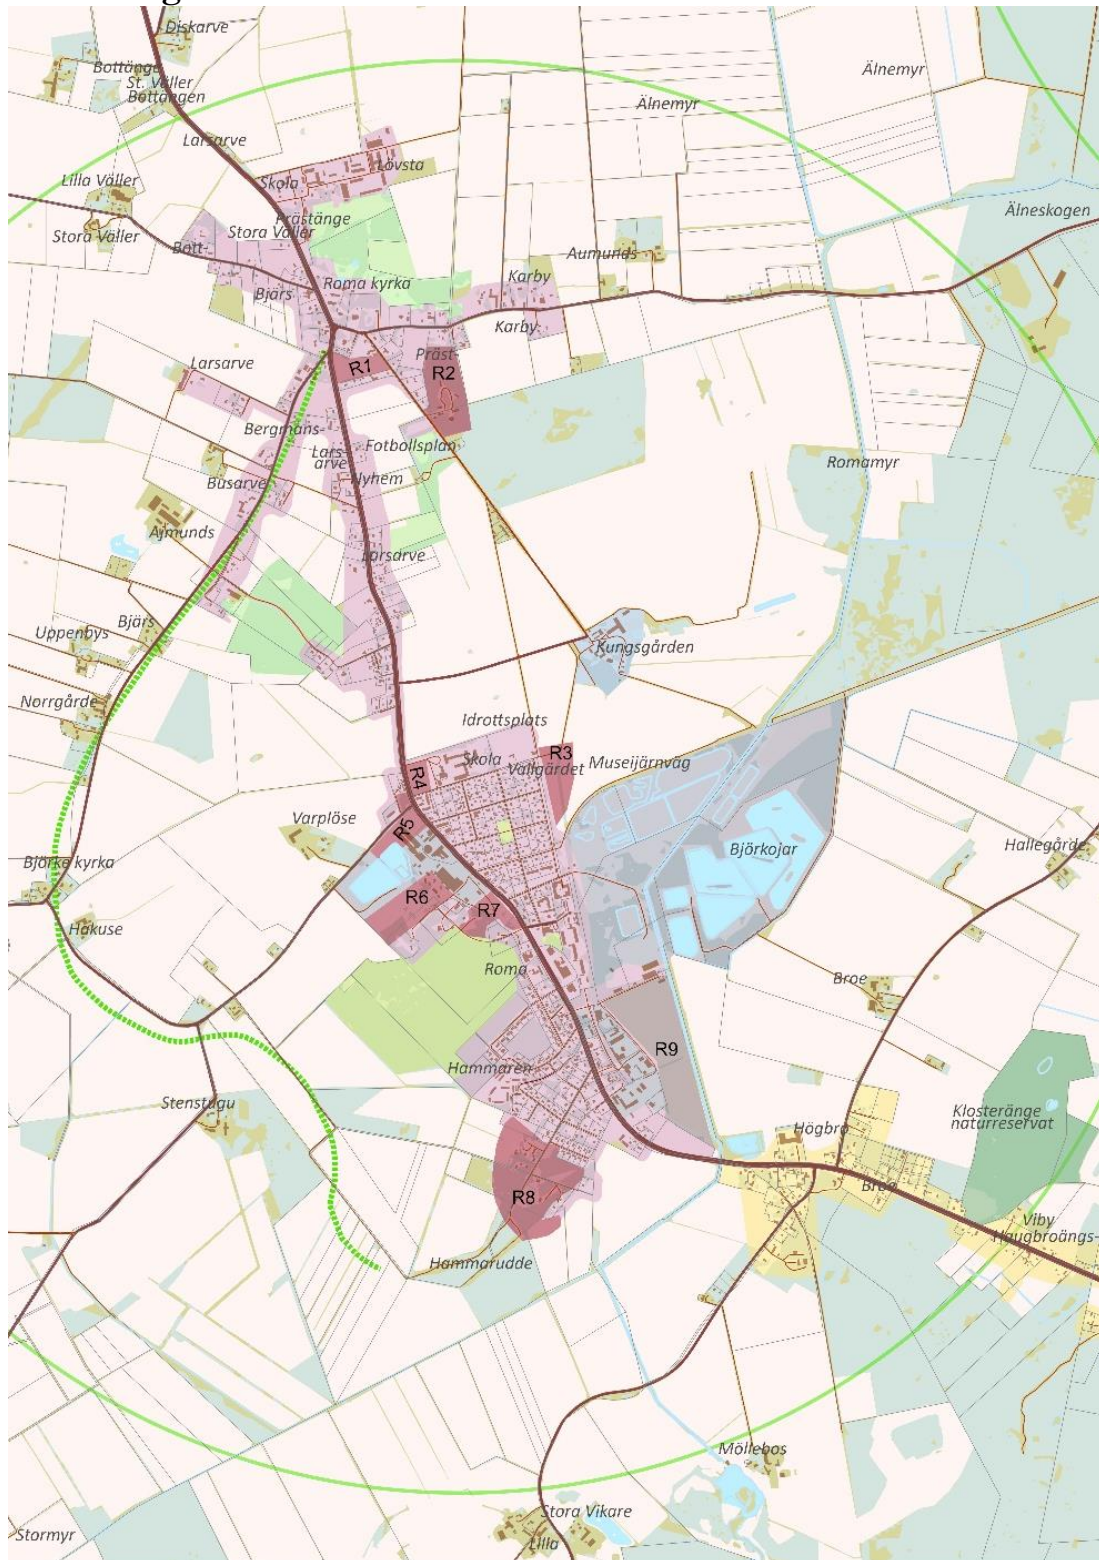 Diskarve
Bottänge
St. Väller
Bottängen
Älnemyr
Älnemyr
Larsarve
Lövsta
Lilla Väller
Skola
Älneskogen
Prästänge
Stora Väller
Stora Väller
Bott-
Aumunds
Karby
Roma kyrka
Bjärs
Karby
Präst-
Larsarve
R1
R2
Bergmans-
Fotbollsplan
Lars-
arve
Nyhem
Romamyr
Busarve
Ajmunds
Larsarve
Bjärs
Uppenbys
Kungsgården
Norrgårde
Idrottsplats
Skola
R3
Vallgärdet
Museijärnväg
R4
Varplöse
R5
Björkojar
Hallegårde
Björke kyrka
R6
R7
Hakuse
Roma
Broe
R9
Hammaren
Stenstugu
Klosteränge
naturreservat
Högbro
Broe
R8
Viby
Haugbroängs-
Hammarudde
Möllebos
Stora Vikare
Stormyr
Lilla